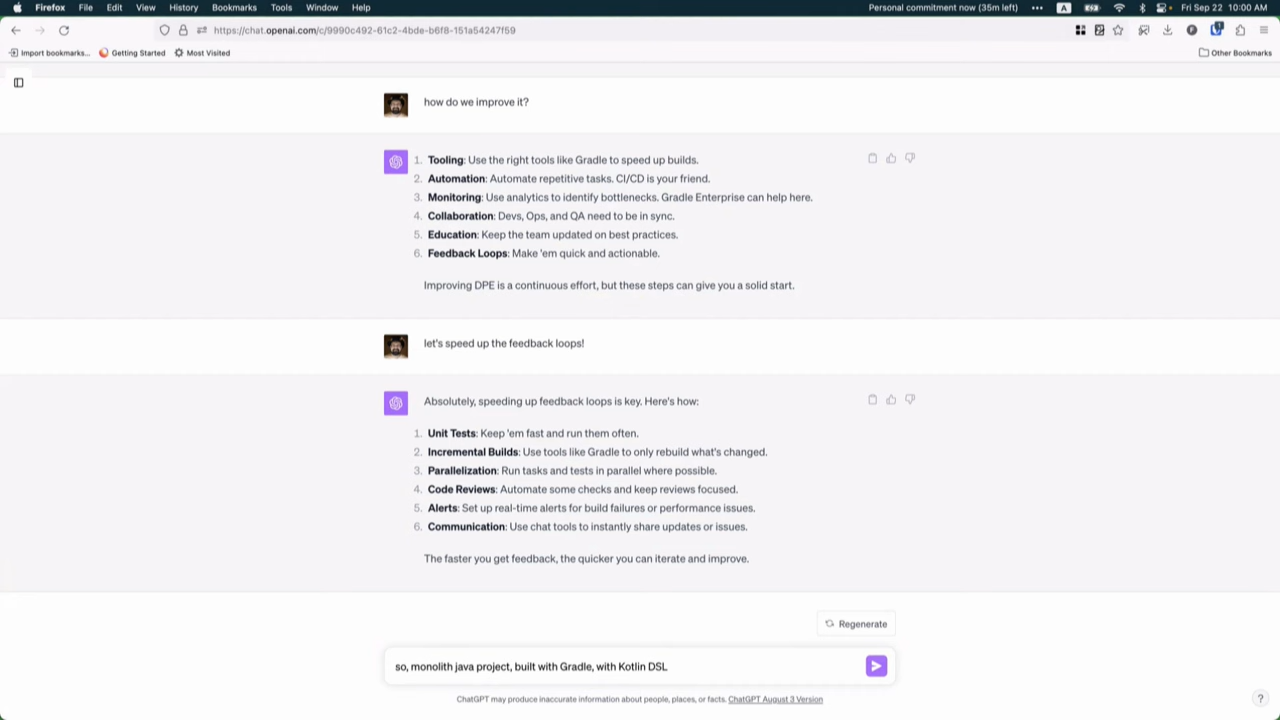 Firefox File Edit View History Bookmarks Tools Window Help Personal commitment now (35m left) ••• A Fri Sep 22 10:00 AM
https://chat.openai.com/c/9990c492-61c2-4bde-b6f8-151a54247f59
Import bookmarks... Getting Started Most Visited Other Bookmarks
how do we improve it?
1. Tooling: Use the right tools like Gradle to speed up builds.
2. Automation: Automate repetitive tasks. CI/CD is your friend.
3. Monitoring: Use analytics to identify bottlenecks. Gradle Enterprise can help here.
4. Collaboration: Devs, Ops, and QA need to be in sync.
5. Education: Keep the team updated on best practices.
6. Feedback Loops: Make 'em quick and actionable.
Improving DPE is a continuous effort, but these steps can give you a solid start.
let's speed up the feedback loops!
Absolutely, speeding up feedback loops is key. Here's how:
1. Unit Tests: Keep 'em fast and run them often.
2. Incremental Builds: Use tools like Gradle to only rebuild what's changed.
3. Parallelization: Run tasks and tests in parallel where possible.
4. Code Reviews: Automate some checks and keep reviews focused.
5. Alerts: Set up real-time alerts for build failures or performance issues.
6. Communication: Use chat tools to instantly share updates or issues.
The faster you get feedback, the quicker you can iterate and improve.
Regenerate
so, monolith java project, built with Gradle, with Kotlin DSL
ChatGPT may produce inaccurate information about people, places, or facts. ChatGPT August 3 Version
?